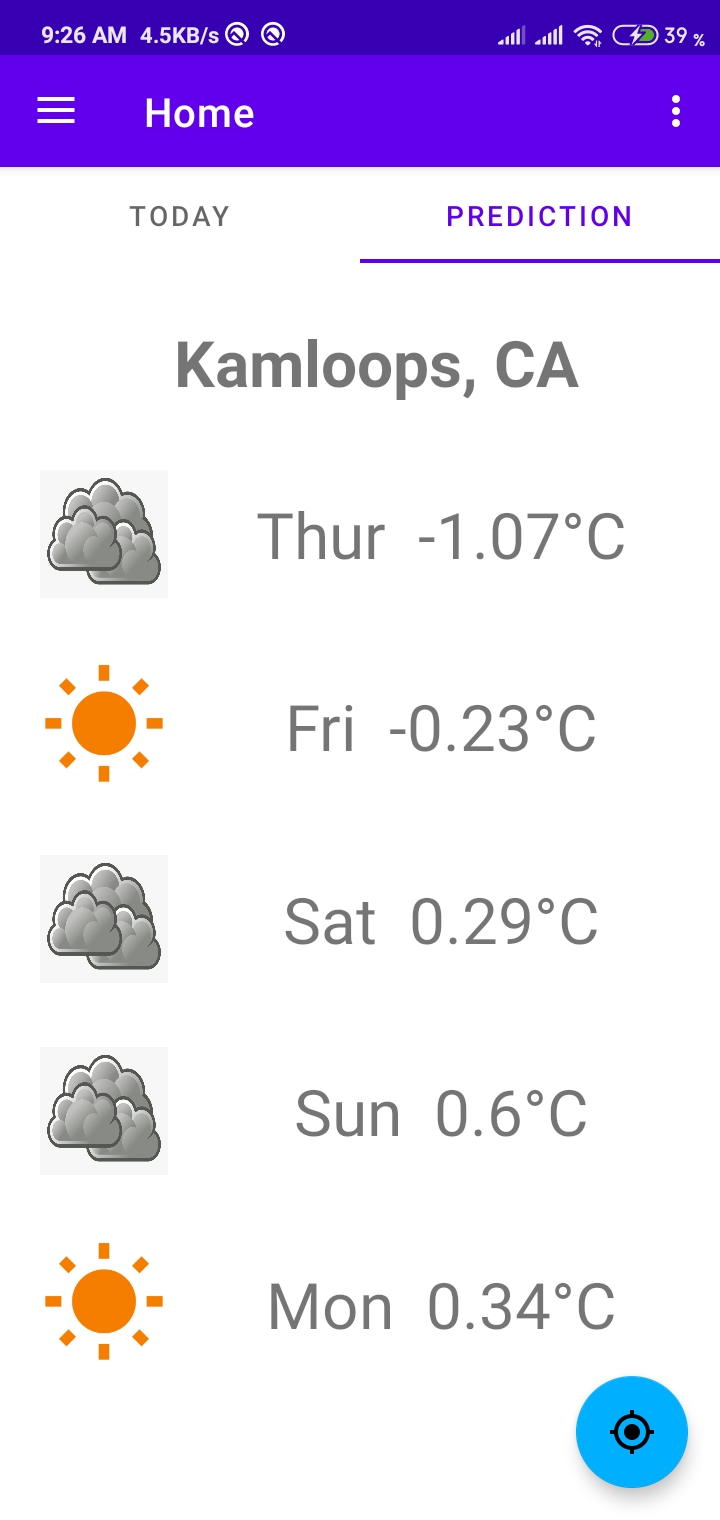 9:26 AM 4.5KB/s 39 %
Home
TODAY PREDICTION
Kamloops, CA
Thur -1.07°C
Fri -0.23°C
Sat 0.29°C
Sun 0.6°C
Mon 0.34°C